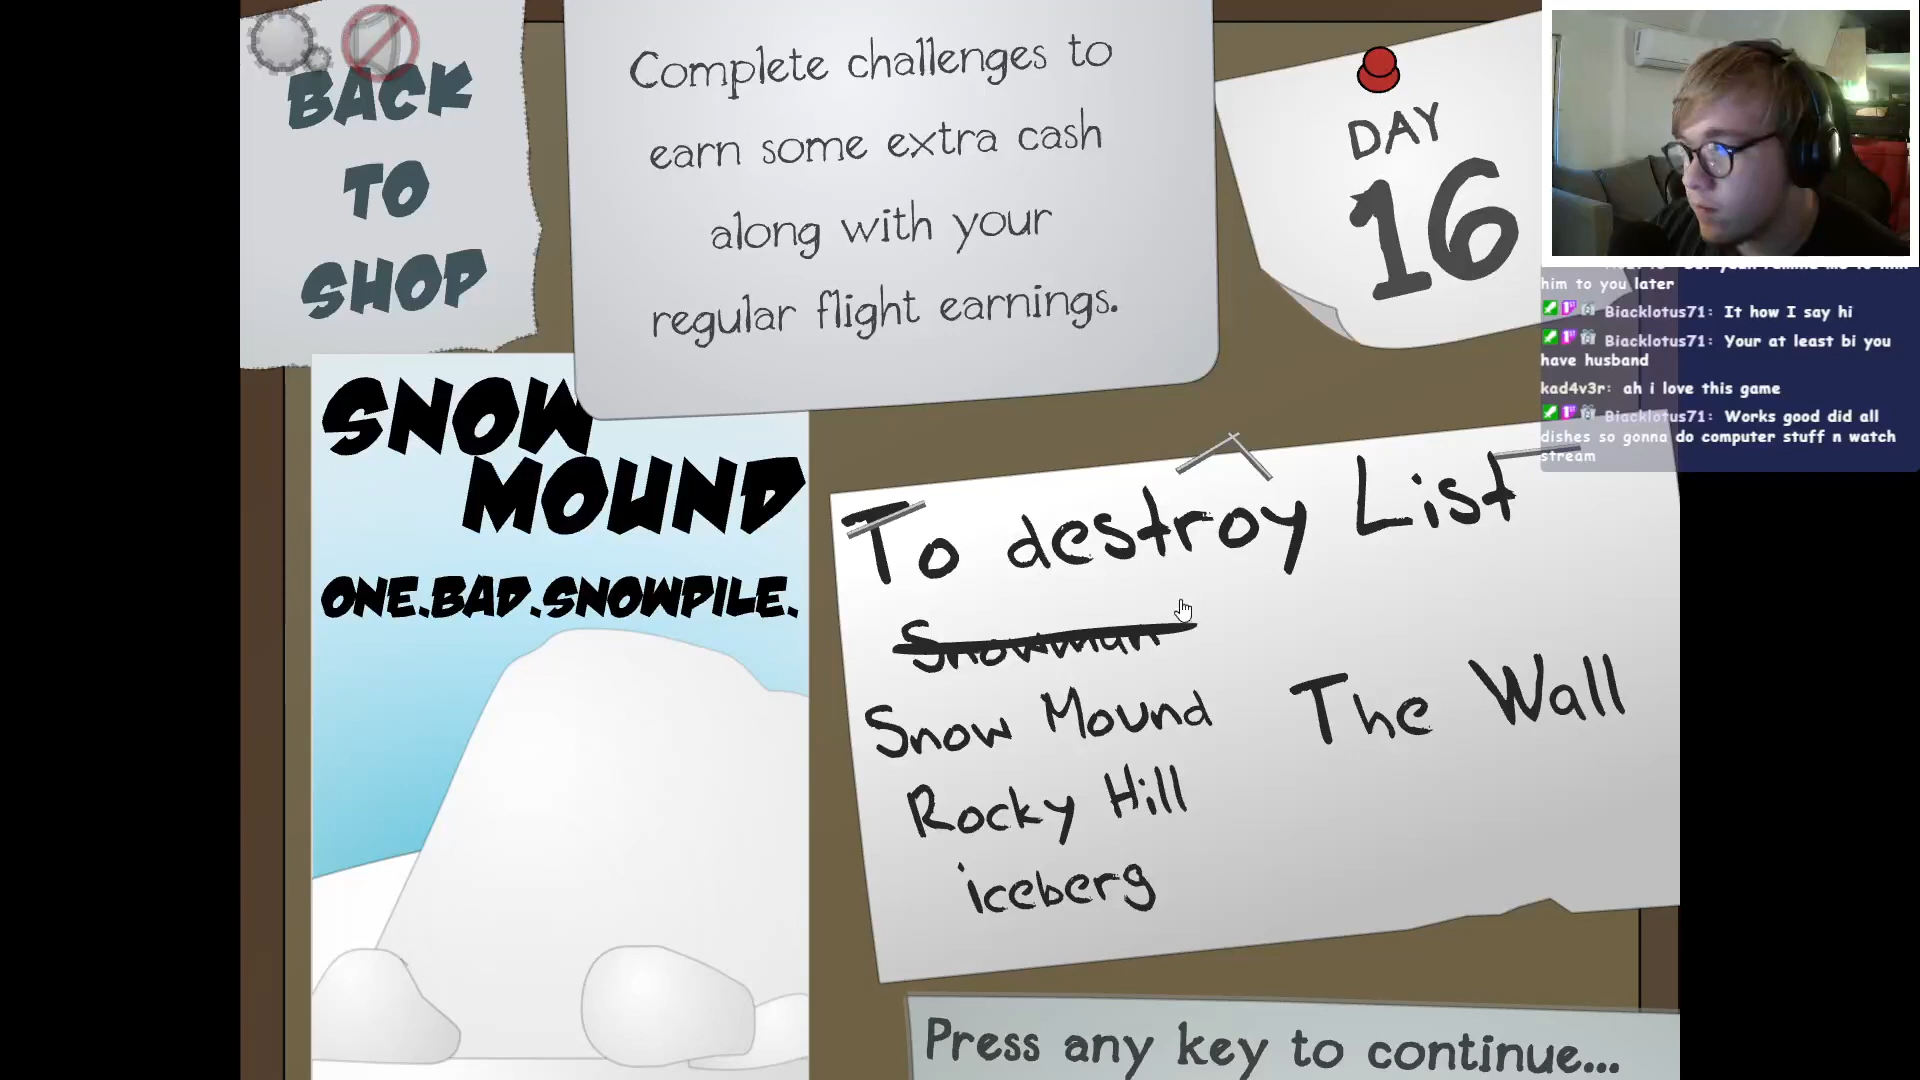 BACK
TO
SHOP
Complete challenges to
earn some extra cash
along with your
regular flight earnings.
DAY
16
him to you later
Biacklotus71: It how I say hi
Biacklotus71: Your at least bi you
have husband
kad4v3r: ah i love this game
Biacklotus71: Works good did all
dishes so gonna do computer stuff n watch
stream
SNOW
MOUND
ONE.BAD.SNOWPILE.
To destroy List
Snowman
Snow Mound
The Wall
Rocky Hill
iceberg
Press any key to continue...